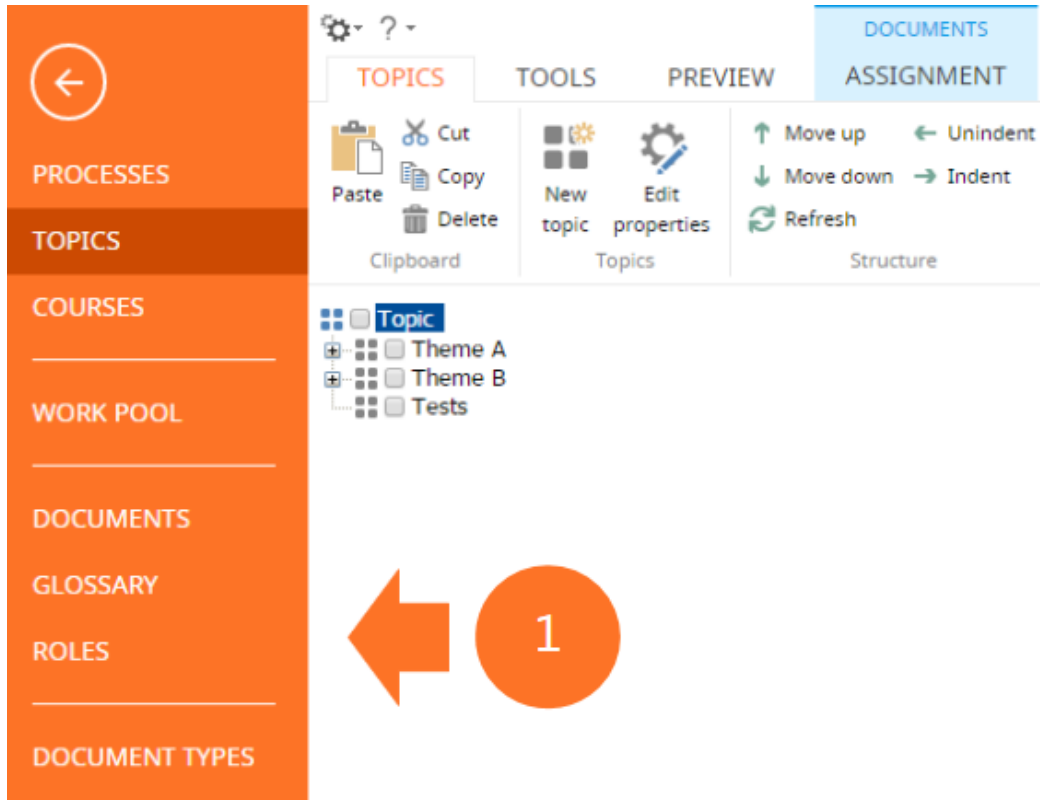 PROCESSES
TOPICS
COURSES
WORK POOL
DOCUMENTS
GLOSSARY
ROLES
DOCUMENT TYPES
?
DOCUMENTS
TOPICS
TOOLS
PREVIEW
ASSIGNMENT
Paste
Cut
Copy
Delete
Clipboard
New
topic
Edit
properties
Topics
Move up
Unindent
Move down
Indent
Refresh
Structure
Topic
Theme A
Theme B
Tests
1